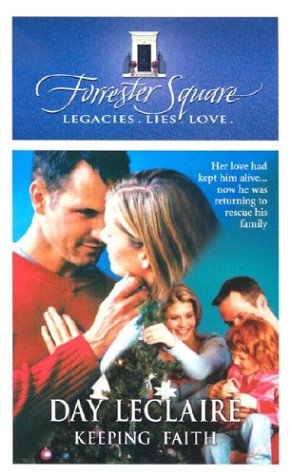 Forrester Square
LEGACIES. LIES. LOVE.
Her love had
kept him alive...
now he was
returning to
rescue his
family
DAY LECLAIRE
KEEPING FAITH